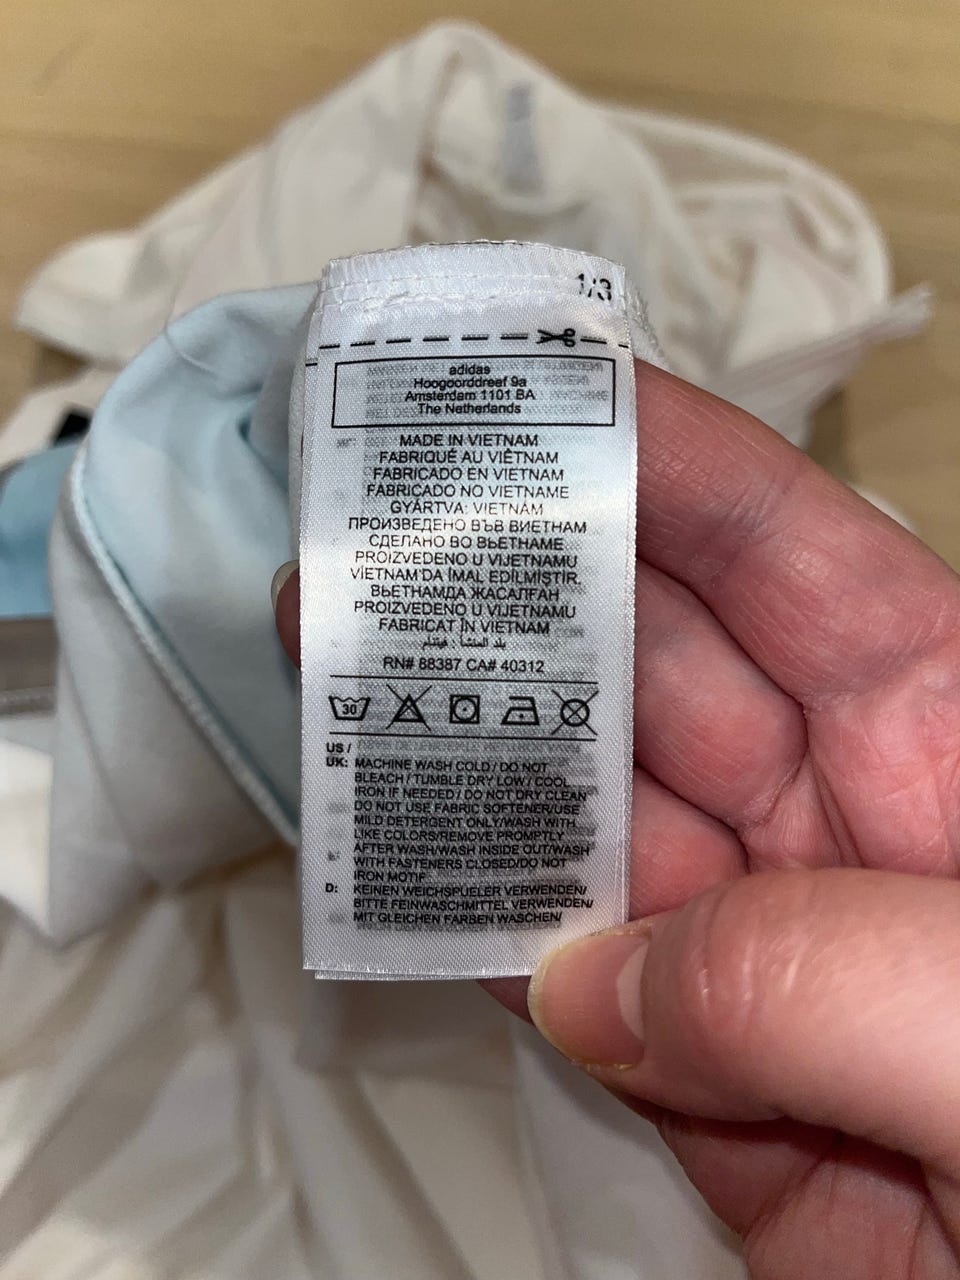 1/3
adidas
Hoogoorddreef 9a
Amsterdam 1101 BA
The Netherlands
MADE IN VIETNAM
FABRIQUÉ AU VIÊTNAM
FABRICADO EN VIETNAM
FABRICADO NO VIETNAME
GYÁRTVA: VIETNÁM
ПРОИЗВЕДЕНО ВЪВ ВИЕТНАМ
СДЕЛАНО ВО ВЬЕТНАМЕ
PROIZVEDENO U VIJETNAMU
VİETNAM'DA İMAL EDİLMİŞTİR.
ВЬЕТНАМДА ЖАСАЛҒАН
PROIZVEDENO U VIJETNAMU
FABRICAT ÎN VIETNAM
بلد المنشأ : فيتنام
RN# 88387 CA# 40312
30
US /
UK: MACHINE WASH COLD / DO NOT
BLEACH / TUMBLE DRY LOW / COOL
IRON IF NEEDED / DO NOT DRY CLEAN
DO NOT USE FABRIC SOFTENER/USE
MILD DETERGENT ONLY/WASH WITH
LIKE COLORS/REMOVE PROMPTLY
AFTER WASH/WASH INSIDE OUT/WASH
WITH FASTENERS CLOSED/DO NOT
IRON MOTIF
D: KEINEN WEICHSPUELER VERWENDEN/
BITTE FEINWASCHMITTEL VERWENDEN/
MIT GLEICHEN FARBEN WASCHEN/